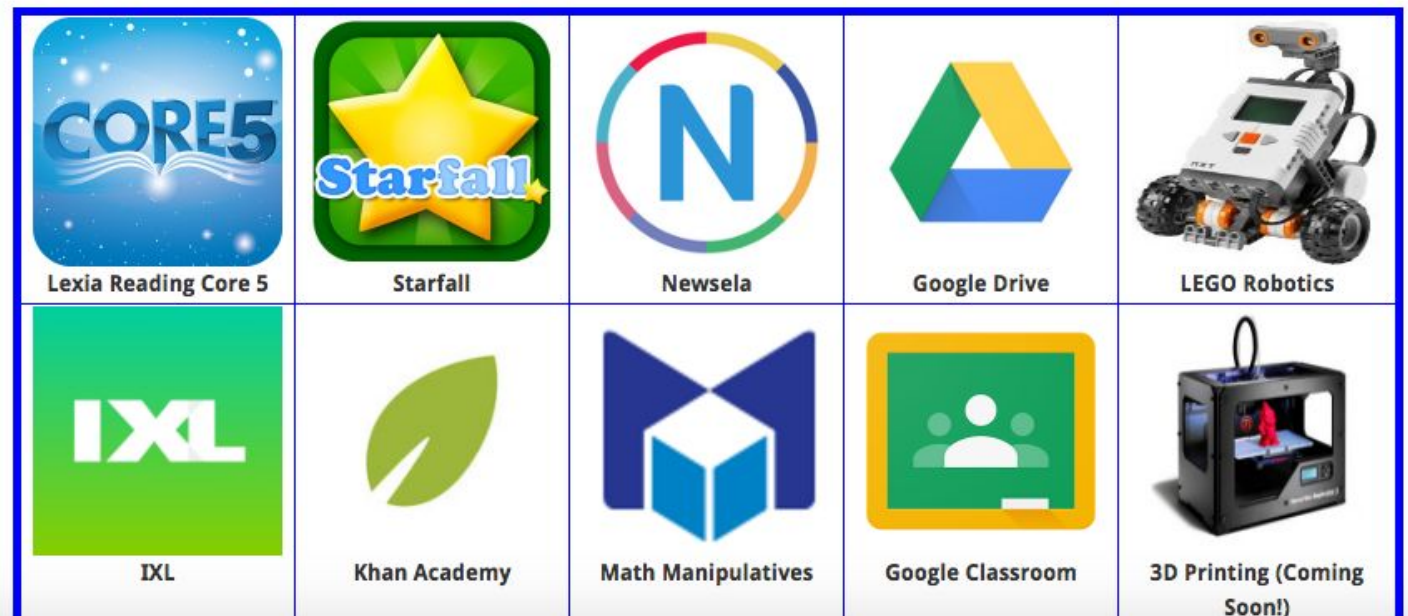 CORE5
Starfall
N
NXT
Lexia Reading Core 5
Starfall
Newsela
Google Drive
LEGO Robotics
IXL
IXL
Khan Academy
Math Manipulatives
Google Classroom
3D Printing (Coming
Soon!)